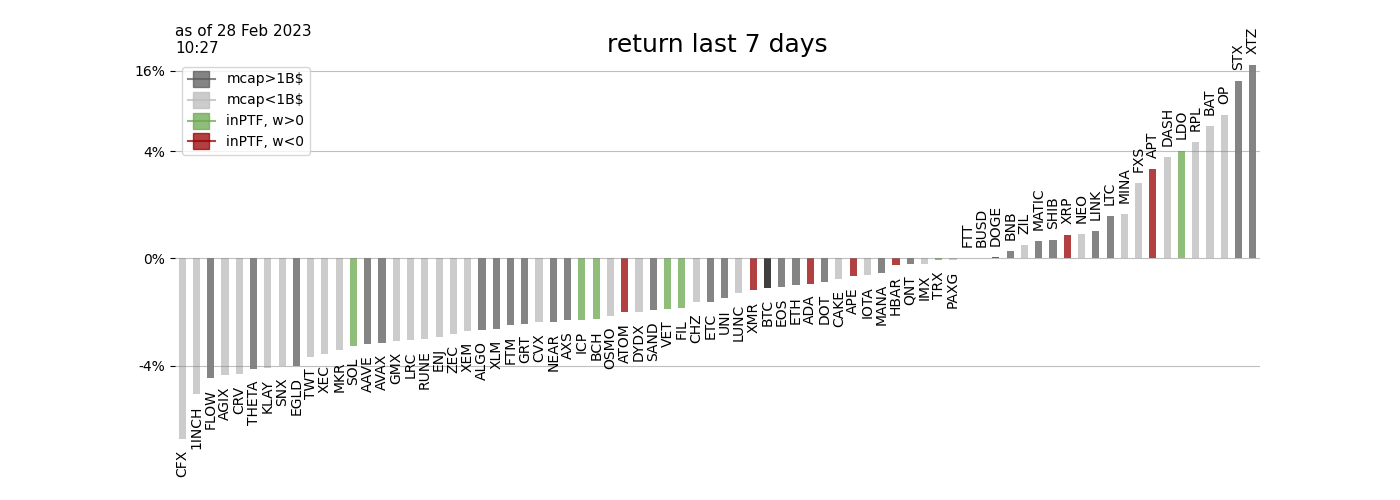 as of 28 Feb 2023
10:27
return last 7 days
mcap>1B$
mcap<1B$
inPTF, w>0
inPTF, w<0
16%
4%
0%
-4%
CFX
1INCH
FLOW
AGIX
CRV
THETA
KLAY
SNX
EGLD
TWT
XEC
MKR
SOL
AAVE
AVAX
GMX
LRC
RUNE
ENJ
ZEC
XEM
ALGO
XLM
FTM
GRT
CVX
NEAR
AXS
ICP
BCH
OSMO
ATOM
DYDX
SAND
VET
FIL
CHZ
ETC
UNI
LUNC
XMR
BTC
EOS
ETH
ADA
DOT
CAKE
APE
IOTA
MANA
HBAR
QNT
IMX
TRX
PAXG
FTT
BUSD
DOGE
BNB
ZIL
MATIC
SHIB
XRP
NEO
LINK
LTC
MINA
FXS
APT
DASH
LDO
RPL
BAT
OP
STX
XTZ